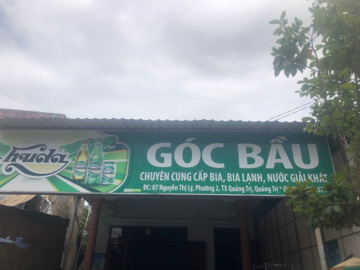 Huda
GÓC BẦU
CHUYÊN CUNG CẤP BIA, BIA LẠNH, NƯỚC GIẢI KHÁT
ĐC: 07 Nguyễn Thị Lý, Phường 2, TX Quảng Trị, Quảng Trị